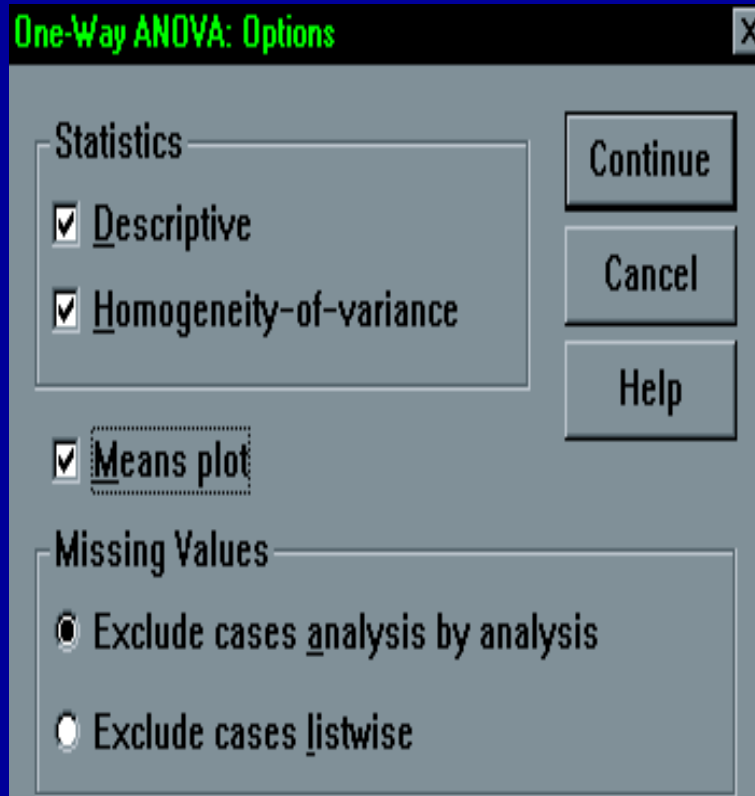 One-Way ANOVA: Options
X
Statistics
Descriptive
Homogeneity-of-variance
Means plot
Missing Values
Exclude cases analysis by analysis
Exclude cases listwise
Continue
Cancel
Help